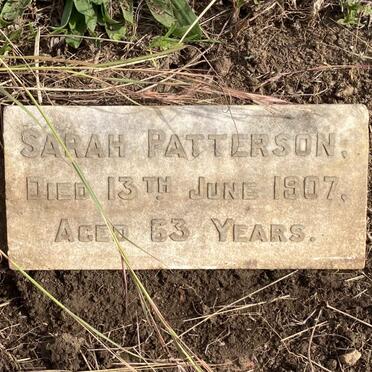 SARAH PATTERSON,
DIED 13TH JUNE 1907,
AGED 63 YEARS.